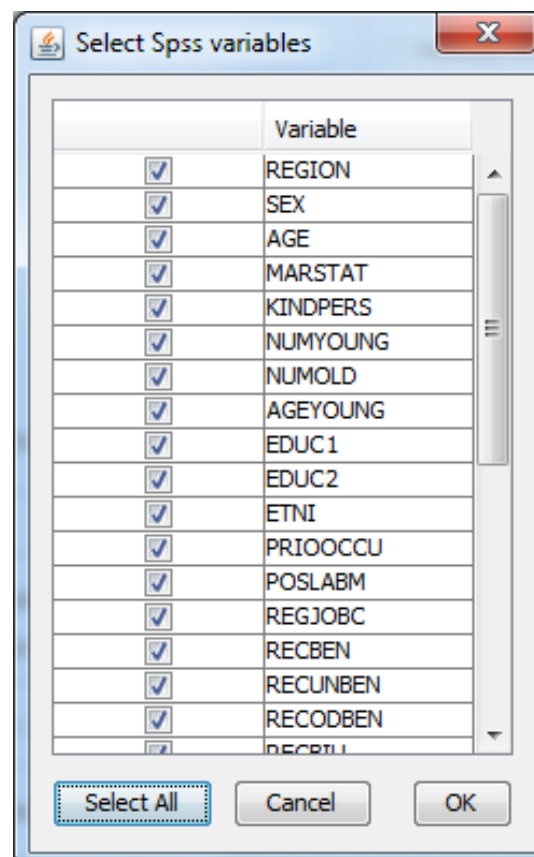 Select Spss variables
Variable
REGION
SEX
AGE
MARSTAT
KINDPERS
NUMYOUNG
NUMOLD
AGEYOUNG
EDUC1
EDUC2
ETNI
PRIOOCCU
POSLABM
REGJOBC
RECBEN
RECUNBEN
RECODBEN
Select All Cancel OK